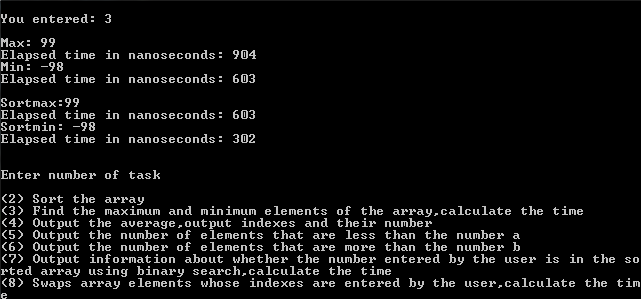 You entered: 3
Max: 99
Elapsed time in nanoseconds: 904
Min: -98
Elapsed time in nanoseconds: 603
Sortmax:99
Elapsed time in nanoseconds: 603
Sortmin: -98
Elapsed time in nanoseconds: 302
Enter number of task
(2) Sort the array
(3) Find the maximum and minimum elements of the array,calculate the time
(4) Output the average,output indexes and their number
(5) Output the number of elements that are less than the number a
(6) Output the number of elements that are more than the number b
(7) Output information about whether the number entered by the user is in the so
rted array using binary search,calculate the time
(8) Swaps array elements whose indexes are entered by the user,calculate the tim
e